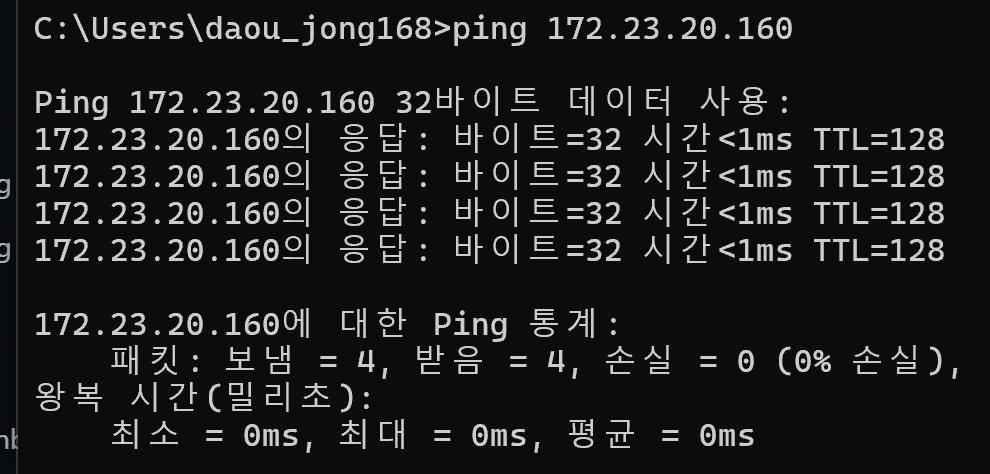 C:\Users\daou_jong168>ping 172.23.20.160
Ping 172.23.20.160 32바이트 데이터 사용:
172.23.20.160의 응답: 바이트=32 시간<1ms TTL=128
172.23.20.160의 응답: 바이트=32 시간<1ms TTL=128
172.23.20.160의 응답: 바이트=32 시간<1ms TTL=128
172.23.20.160의 응답: 바이트=32 시간<1ms TTL=128
172.23.20.160에 대한 Ping 통계:
패킷: 보냄 = 4, 받음 = 4, 손실 = 0 (0% 손실),
왕복 시간(밀리초):
최소 = 0ms, 최대 = 0ms, 평균 = 0ms